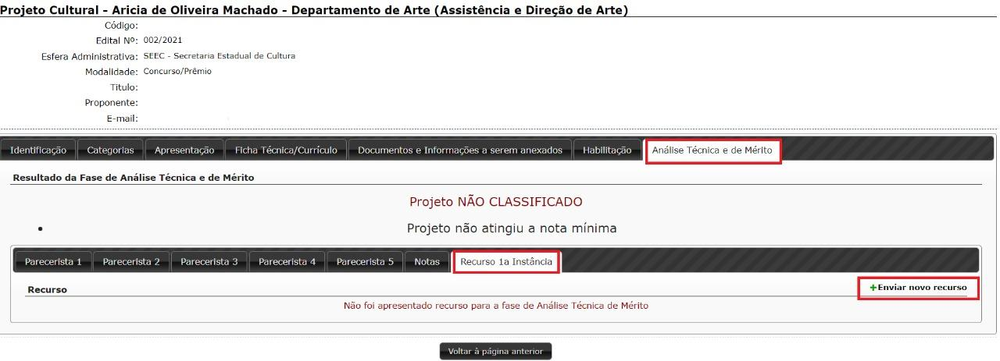 Projeto Cultural - Aricia de Oliveira Machado - Departamento de Arte (Assistência e Direção de Arte)
Código:
Edital Nº: 002/2021
Esfera Administrativa: SEEC - Secretaria Estadual de Cultura
Modalidade: Concurso/Prêmio
Titulo:
Proponente:
E-mail:
Identificação Categorias Apresentação Ficha Técnica/Currículo Documentos e Informações a serem anexados Habilitação Análise Técnica e de Mérito
Resultado da Fase de Análise Técnica e de Mérito
Projeto NÃO CLASSIFICADO
• Projeto não atingiu a nota mínima
Parecerista 1 Parecerista 2 Parecerista 3 Parecerista 4 Parecerista 5 Notas Recurso 1a Instância
Recurso +Enviar novo recurso
Não foi apresentado recurso para a fase de Análise Técnica de Mérito
Voltar à página anterior